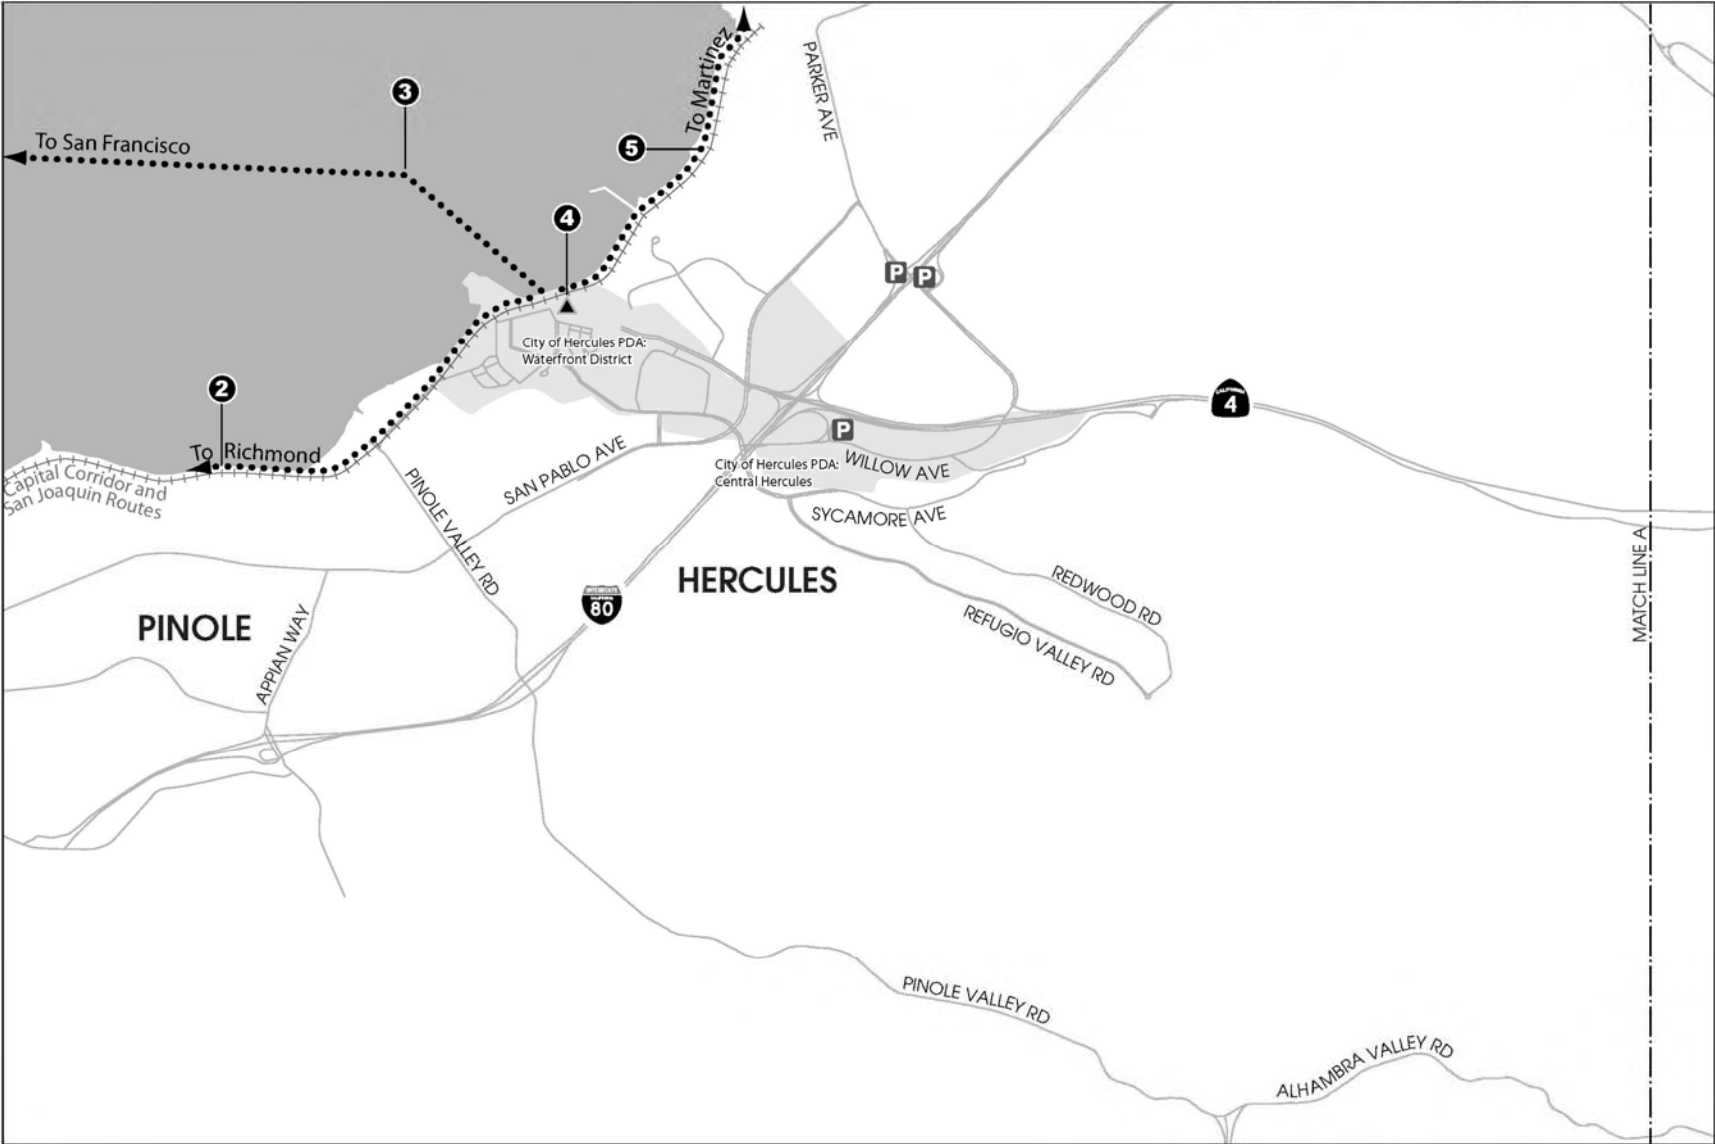 To Martinez
PARKER AVE
3
To San Francisco
5
4
P
P
City of Hercules PDA:
Waterfront District
2
CALIFORNIA
4
To Richmond
P
Capital Corridor and
San Joaquin Routes
SAN PABLO AVE
PINOLE VALLEY RD
City of Hercules PDA:
Central Hercules
WILLOW AVE
SYCAMORE AVE
HERCULES
INTERSTATE
CALIFORNIA
80
REDWOOD RD
REFUGIO VALLEY RD
MATCH LINE A
PINOLE
APPIAN WAY
PINOLE VALLEY RD
ALHAMBRA VALLEY RD